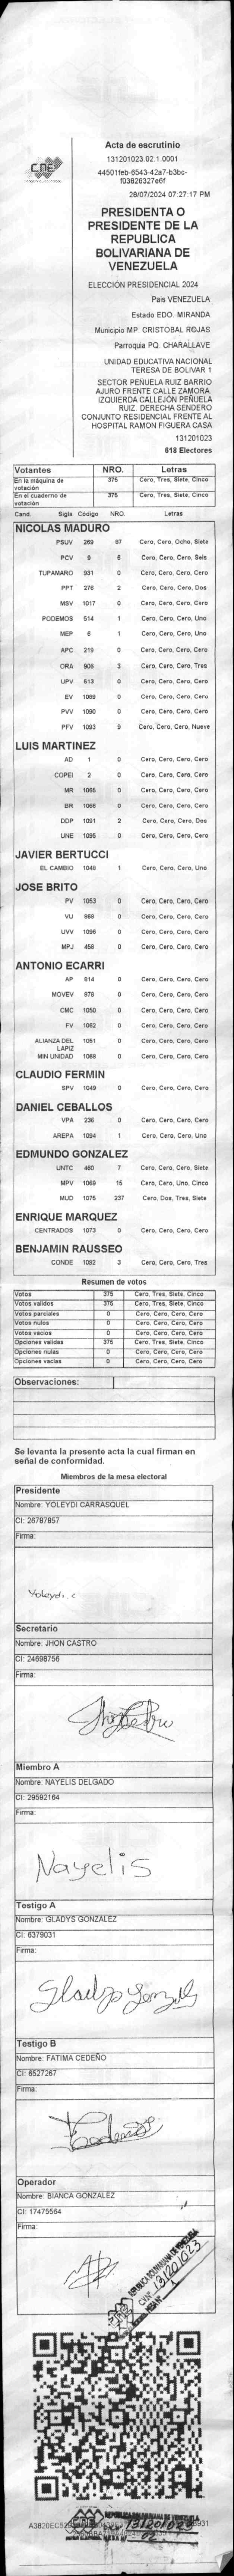 CNE
Acta de escrutinio
131201023.02.1.0001
44501feb-6543-42a7-b3bc-
f03826327e6f
28/07/2024 07:27:17 PM
PRESIDENTA O
PRESIDENTE DE LA
REPUBLICA
BOLIVARIANA DE
VENEZUELA
ELECCIÓN PRESIDENCIAL 2024
Pais VENEZUELA
Estado EDO. MIRANDA
Municipio MP. CRISTOBAL ROJAS
Parroquia PQ. CHARALLAVE
UNIDAD EDUCATIVA NACIONAL
TERESA DE BOLIVAR 1
SECTOR PENUELA RUIZ BARRIO
AJURO FRENTE CALLE ZAMORA.
IZQUIERDA CALLEJÓN PEÑUELA
RUIZ. DERECHA SENDERO
CONJUNTO RESIDENCIAL FRENTE AL
HOSPITAL RAMON FIGUERA CASA
131201023
618 Electores
Votantes NRO. Letras
En la máquina de votación 375 Cero, Tres, Siete, Cinco
En el cuaderno de votación 375 Cero, Tres, Siete, Cinco
Cand. Sigla Código NRO. Letras
NICOLAS MADURO
PSUV 269 87 Cero, Cero, Ocho, Siete
PCV 9 6 Cero, Cero, Cero, Seis
TUPAMARO 931 0 Cero, Cero, Cero, Cero
PPT 276 2 Cero, Cero, Cero, Dos
MSV 1017 0 Cero, Cero, Cero, Cero
PODEMOS 514 1 Cero, Cero, Cero, Uno
MEP 6 1 Cero, Cero, Cero, Uno
APC 219 0 Cero, Cero, Cero, Cero
ORA 906 3 Cero, Cero, Cero, Tres
UPV 613 0 Cero, Cero, Cero, Cero
EV 1089 0 Cero, Cero, Cero, Cero
PVV 1090 0 Cero, Cero, Cero, Cero
PFV 1093 9 Cero, Cero, Cero, Nueve
LUIS MARTINEZ
AD 1 0 Cero, Cero, Cero, Cero
COPEI 2 0 Cero, Cero, Cero, Cero
MR 1065 0 Cero, Cero, Cero, Cero
BR 1066 0 Cero, Cero, Cero, Cero
DDP 1091 2 Cero, Cero, Cero, Dos
UNE 1095 0 Cero, Cero, Cero, Cero
JAVIER BERTUCCI
EL CAMBIO 1049 1 Cero, Cero, Cero, Uno
JOSE BRITO
PV 1053 0 Cero, Cero, Cero, Cero
VU 969 0 Cero, Cero, Cero, Cero
UVV 1096 0 Cero, Cero, Cero, Cero
MPJ 458 0 Cero, Cero, Cero, Cero
ANTONIO ECARRI
AP 814 0 Cero, Cero, Cero, Cero
MOVEV 878 0 Cero, Cero, Cero, Cero
CMC 1050 0 Cero, Cero, Cero, Cero
FV 1062 0 Cero, Cero, Cero, Cero
ALIANZA DEL LAPIZ 1051 0 Cero, Cero, Cero, Cero
MIN UNIDAD 1068 0 Cero, Cero, Cero, Cero
CLAUDIO FERMIN
SPV 1049 0 Cero, Cero, Cero, Cero
DANIEL CEBALLOS
VPA 236 0 Cero, Cero, Cero, Cero
AREPA 1094 1 Cero, Cero, Cero, Uno
EDMUNDO GONZALEZ
UNTC 460 7 Cero, Cero, Cero, Siete
MPV 1069 15 Cero, Cero, Uno, Cinco
MUD 1075 237 Cero, Dos, Tres, Siete
ENRIQUE MARQUEZ
CENTRADOS 1073 0 Cero, Cero, Cero, Cero
BENJAMIN RAUSSEO
CONDE 1092 3 Cero, Cero, Cero, Tres
Resumen de votos
Votos 375 Cero, Tres, Siete, Cinco
Votos validos 375 Cero, Tres, Siete, Cinco
Votos parciales 0 Cero, Cero, Cero, Cero
Votos nulos 0 Cero, Cero, Cero, Cero
Votos vacios 0 Cero, Cero, Cero, Cero
Opciones validas 375 Cero, Tres, Siete, Cinco
Opciones nulas 0 Cero, Cero, Cero, Cero
Opciones vacias 0 Cero, Cero, Cero, Cero
Observaciones:
Se levanta la presente acta la cual firman en
señal de conformidad.
Miembros de la mesa electoral
Presidente
Nombre: YOLEYDI CARRASQUEL
CI: 26787857
Firma:
Yoleydi. c
Secretario
Nombre: JHON CASTRO
CI: 24698756
Firma:
Miembro A
Nombre: NAYELIS DELGADO
CI: 29592164
Firma:
Nayelis
Testigo A
Nombre: GLADYS GONZALEZ
CI: 6379031
Firma:
Gladys Gonzalez
Testigo B
Nombre: FATIMA CEDEÑO
CI: 6527267
Firma:
Operador
Nombre: BIANCA GONZALEZ
CI: 17475564
Firma:
REPUBLICA BOLIVARIANA DE VENEZUELA
131201023
REPUBLICA BOLIVARIANA DE VENEZUELA
131201023
02